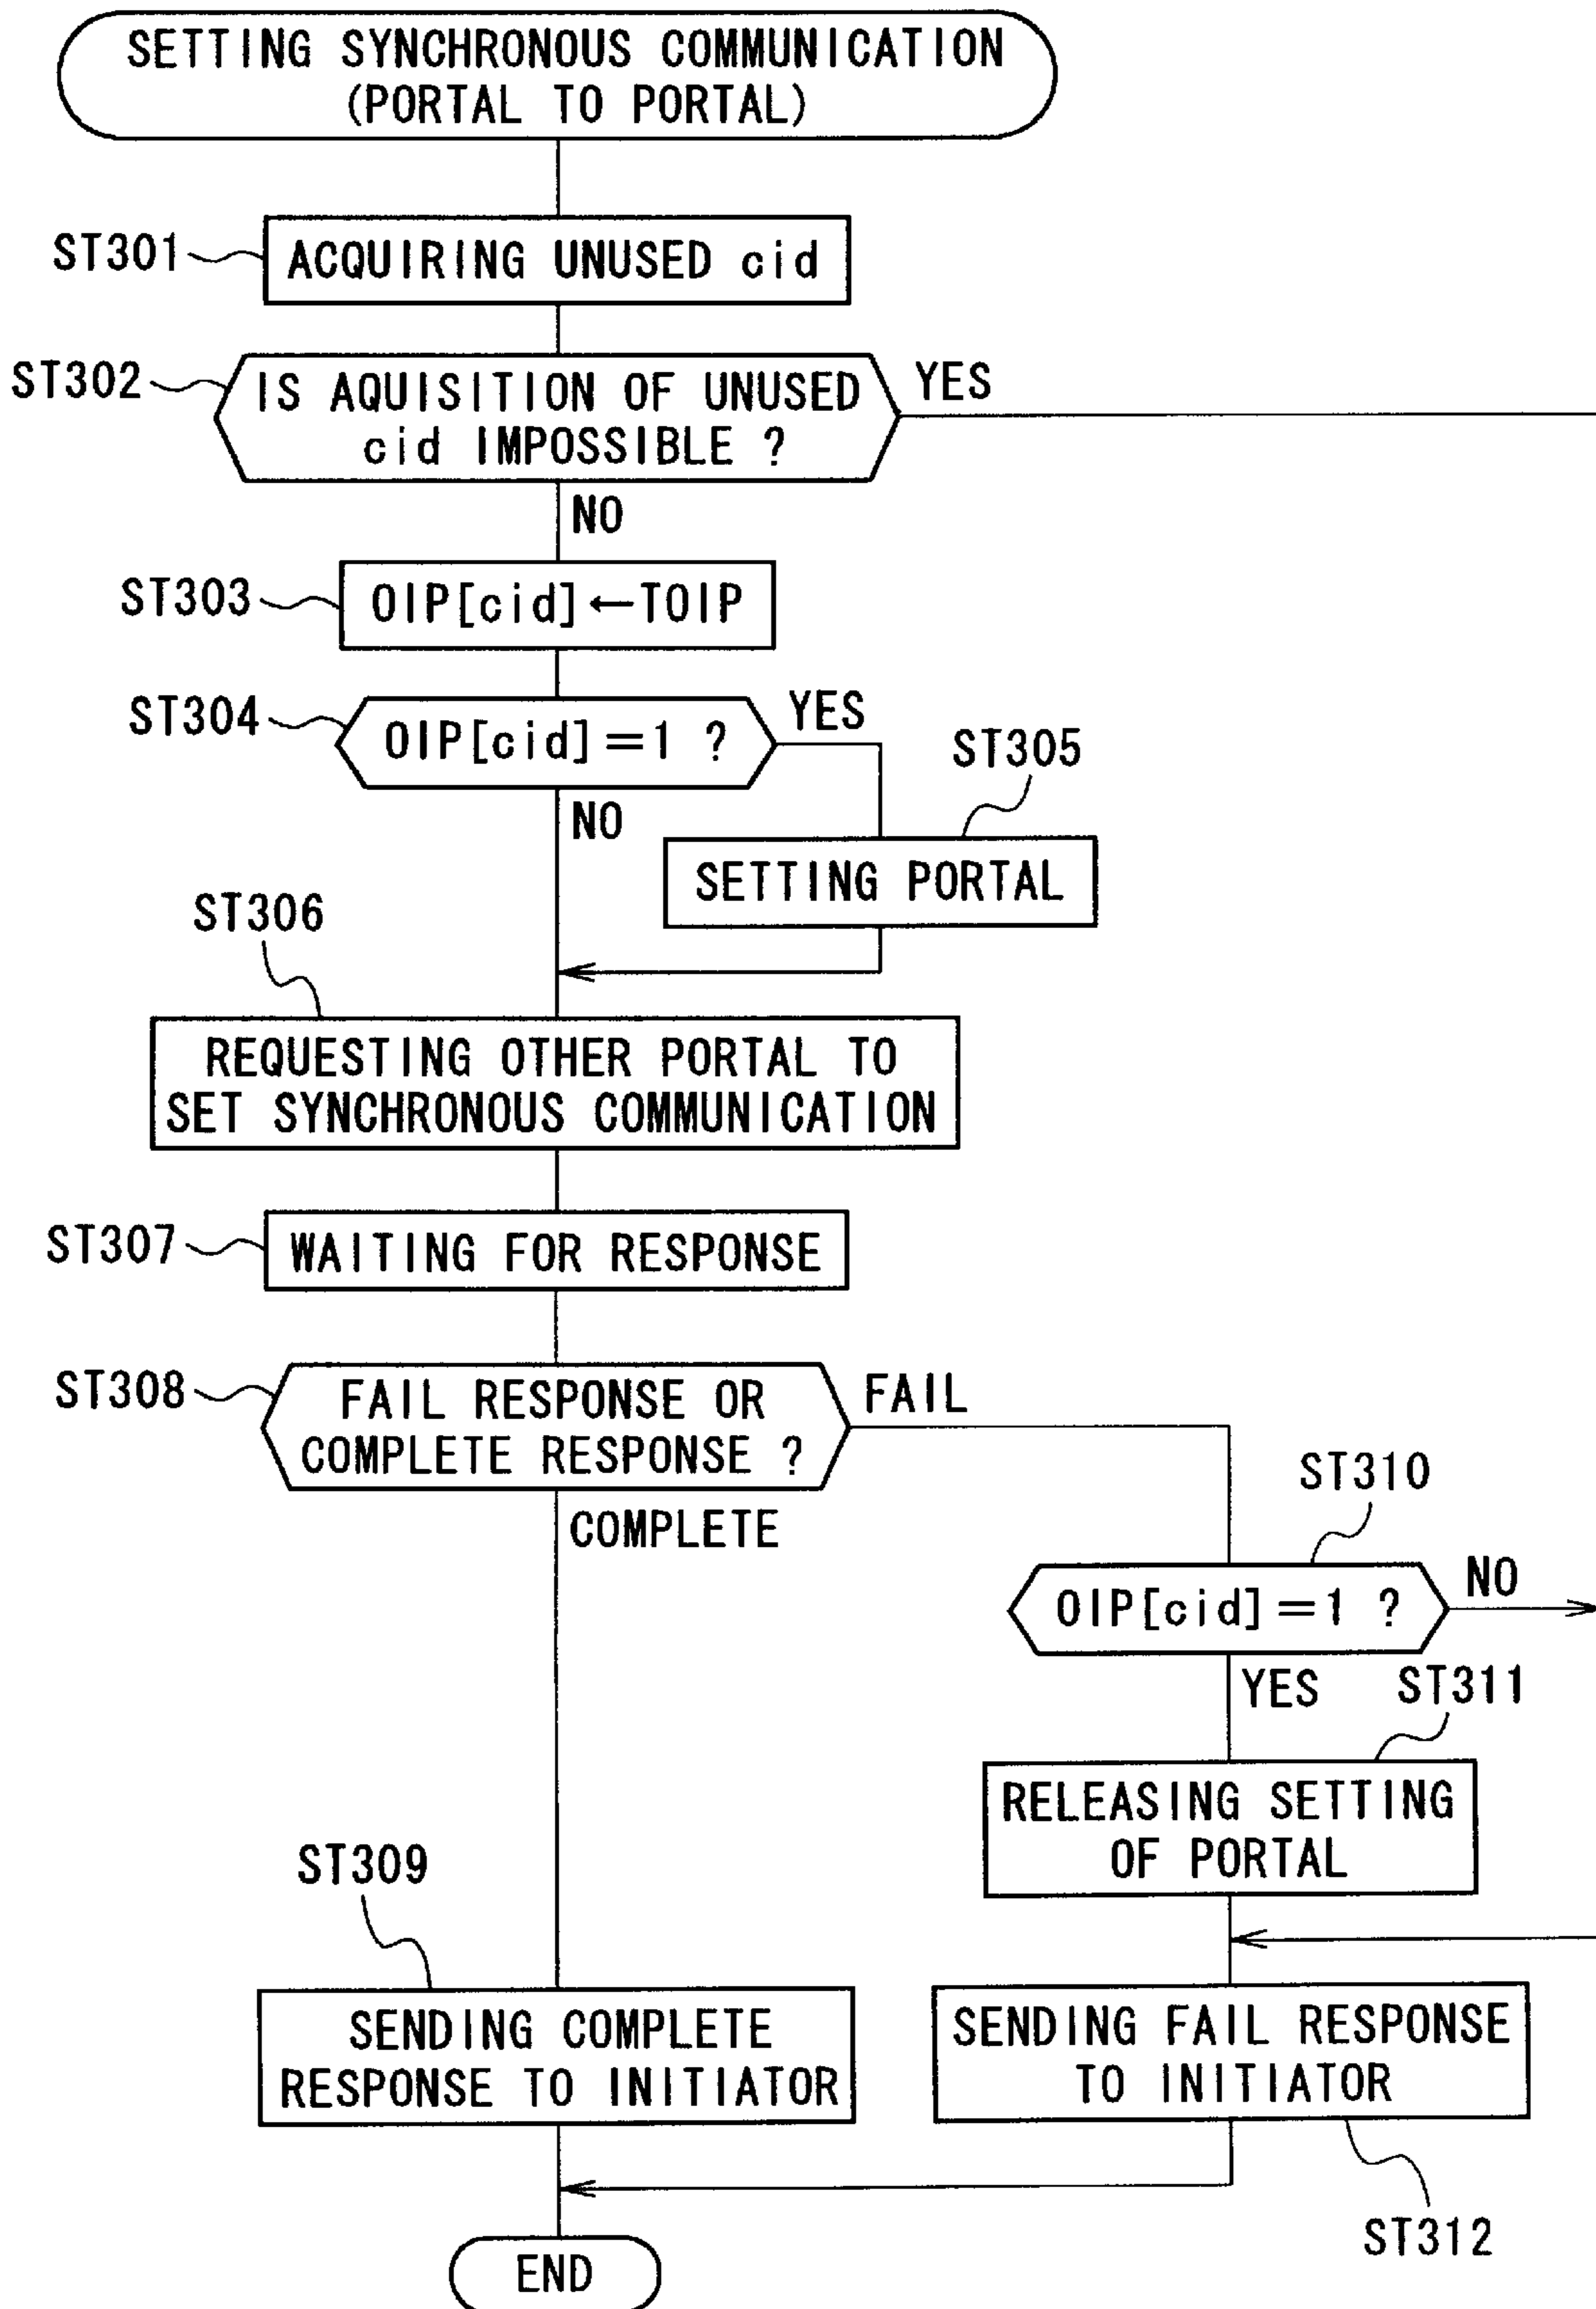 SETTING SYNCHRONOUS COMMUNICATION
(PORTAL TO PORTAL)
ST301
ACQUIRING UNUSED cid
ST302
IS AQUISITION OF UNUSED
cid IMPOSSIBLE ?
YES
NO
ST303
OIP[cid]←TOIP
ST304
OIP[cid]=1 ?
YES
NO
ST305
SETTING PORTAL
ST306
REQUESTING OTHER PORTAL TO
SET SYNCHRONOUS COMMUNICATION
ST307
WAITING FOR RESPONSE
ST308
FAIL RESPONSE OR
COMPLETE RESPONSE ?
FAIL
COMPLETE
ST310
OIP[cid]=1 ?
NO
YES
ST311
RELEASING SETTING
OF PORTAL
ST309
SENDING COMPLETE
RESPONSE TO INITIATOR
SENDING FAIL RESPONSE
TO INITIATOR
ST312
END